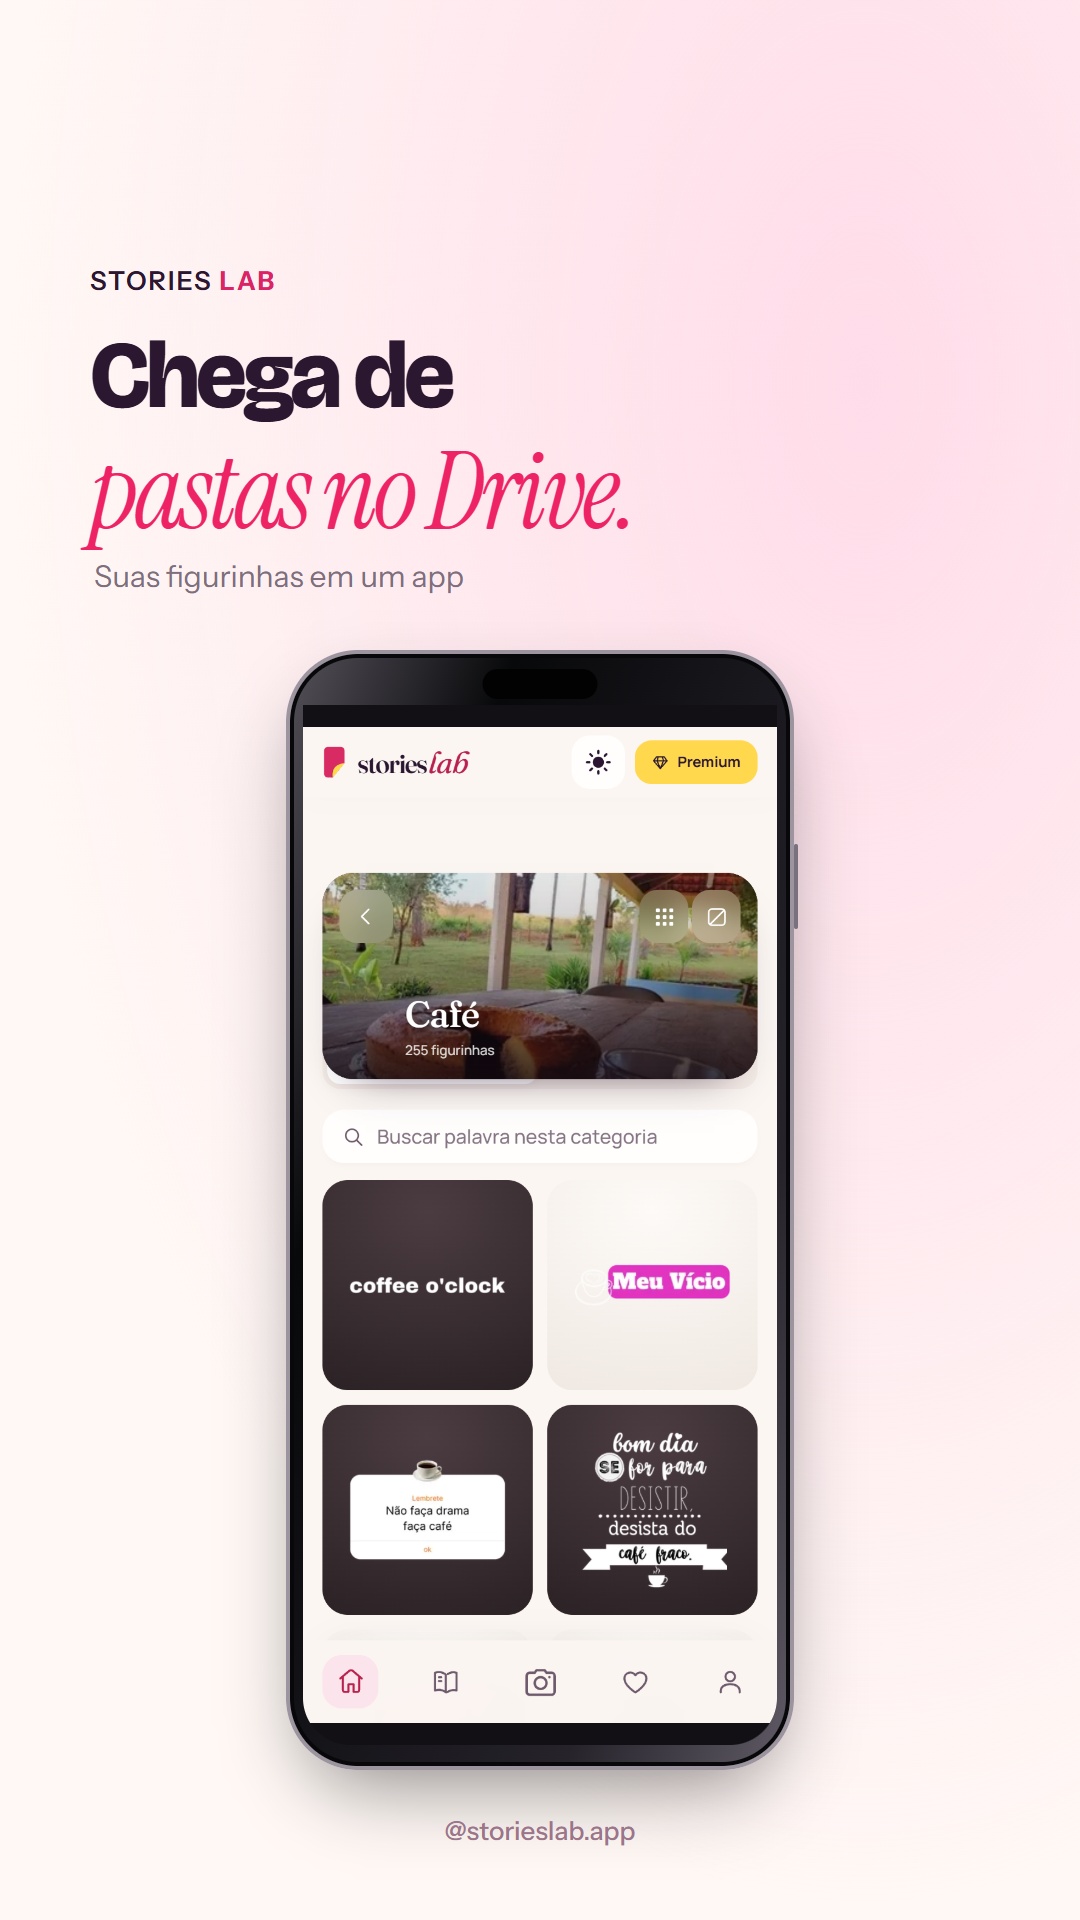 STORIES LAB
Chega de
pastas no Drive.
Suas figurinhas em um app
storieslab
Premium
Café
255 figurinhas
Buscar palavra nesta categoria
coffee o'clock
Meu Vício
Lembrete
Não faça drama
faça café
ok
bom dia
SE for para
DESISTIR,
desista do
café fraco.
@storieslab.app